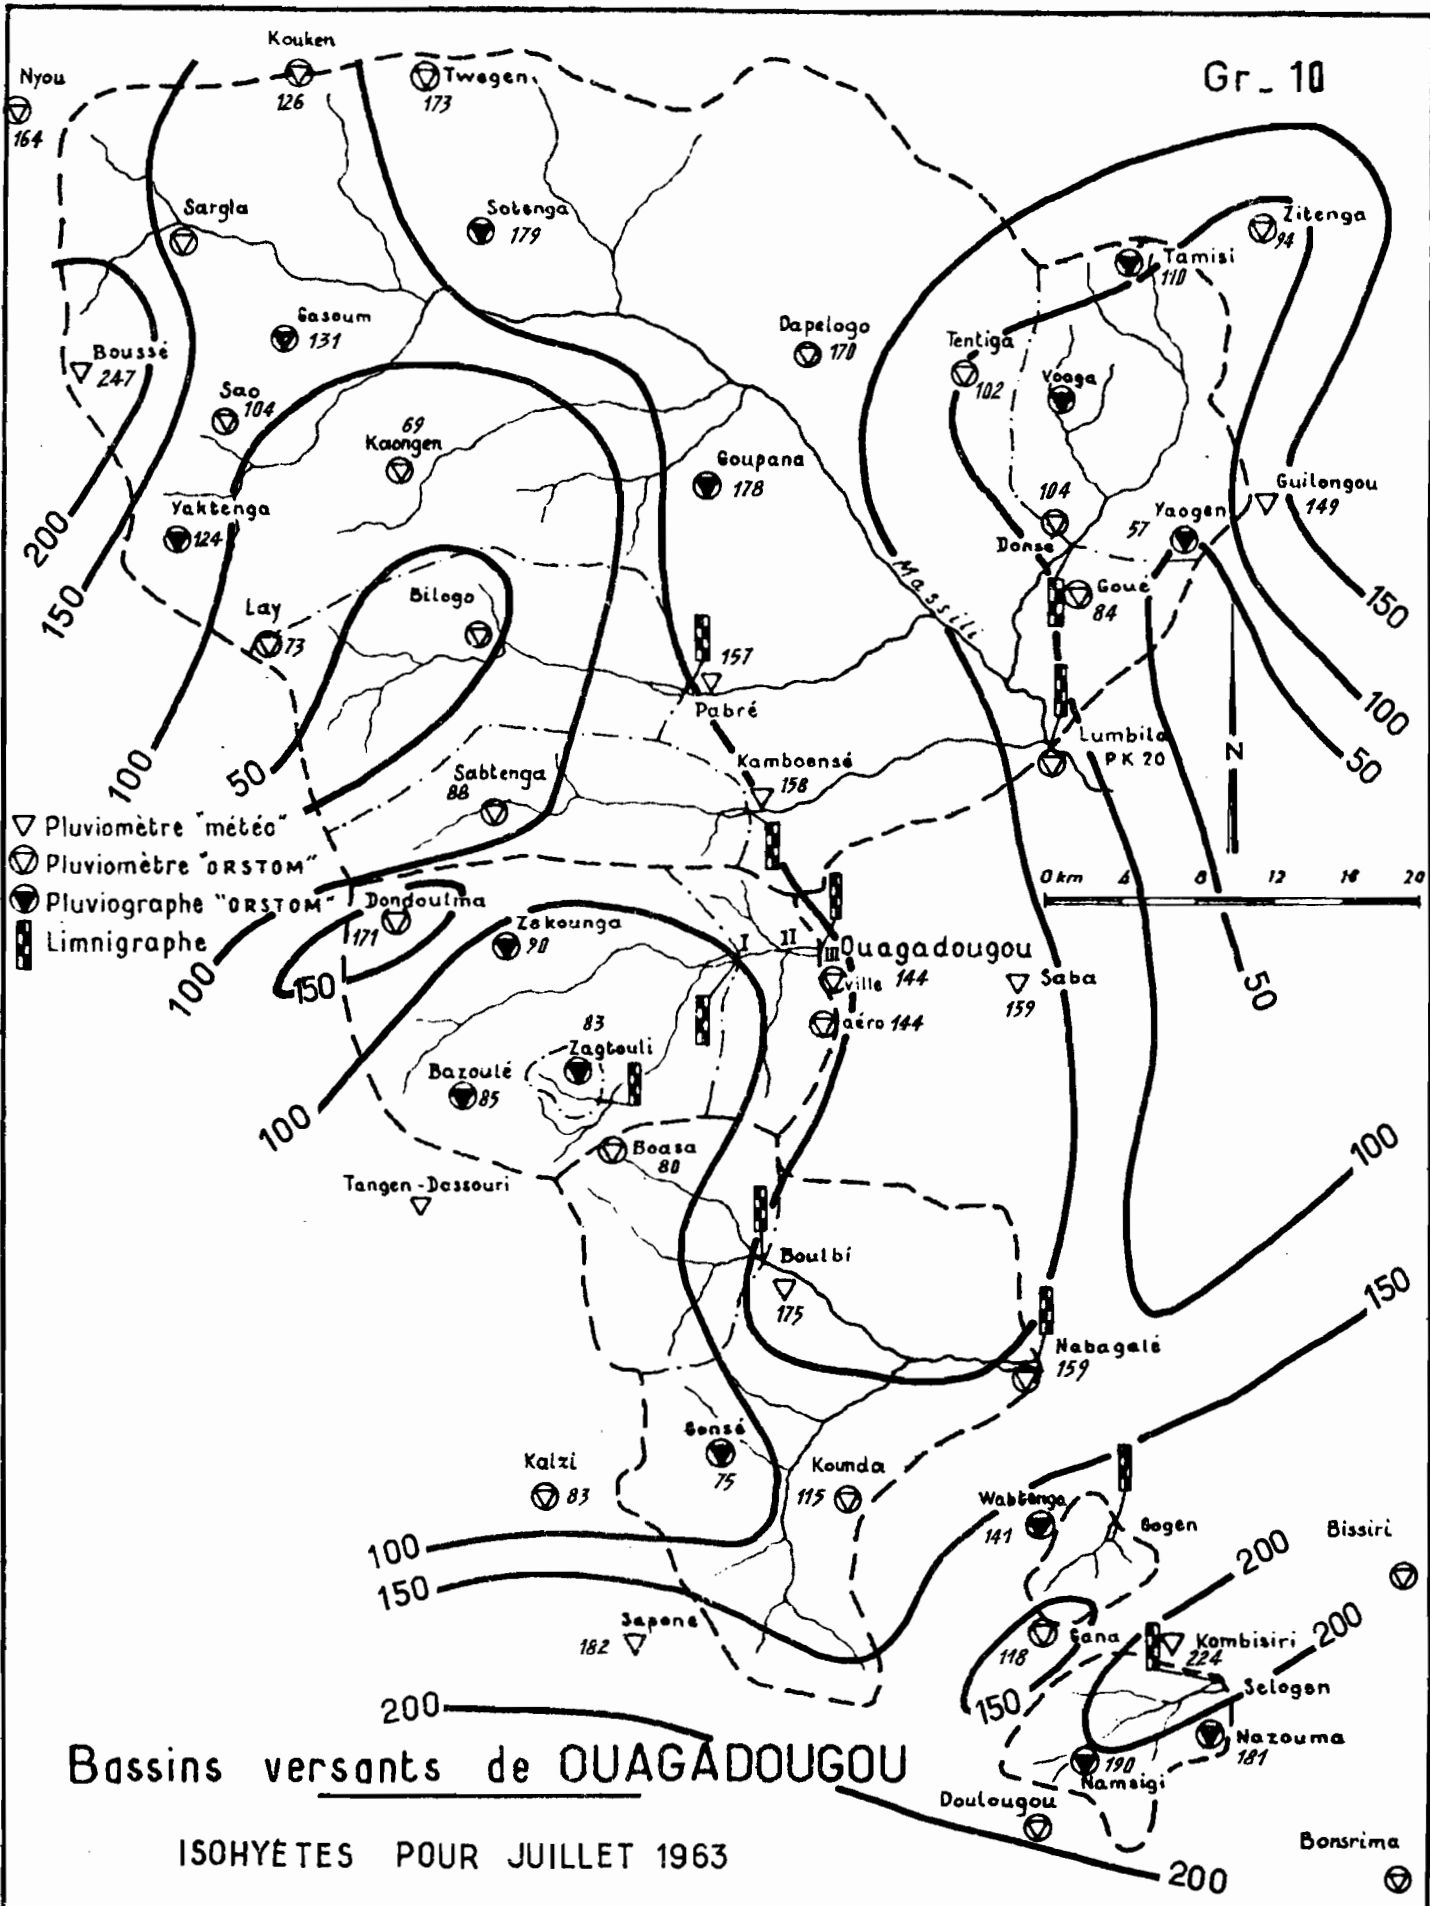 Gr_ 10
Kouken
126
Twegen
173
Nyou
164
Sargla
Sotenga
179
Zitenga
94
Tamisi
110
Gasoum
131
Dapelogo
170
Tentiga
102
Voaga
Boussé
247
Sao
104
69
Kaongen
Goupana
178
Guilongou
149
104
Yaogen
57
Yaktenga
124
Donse
200
150
Massili
Goue
84
150
Lay
73
Bilogo
157
Pabré
100
50
100
50
Lumbila
PK 20
N
Kamboensé
158
Sabtenga
88
▽ Pluviomètre "météo"
Pluviomètre "ORSTOM"
Pluviographe "ORSTOM"
Limnigraphe
0 km 4 8 12 16 20
Dondoulma
171
Zekounga
90
I II III
Ouagadougou
ville 144
aéro 144
Saba
159
100
150
50
83
Zagtouli
Bazoulé
85
100
Boasa
80
Tangen-Dassouri
100
Boulbi
175
150
Nabagalé
159
Gonsé
75
Kalzi
83
Kounda
115
Wabtenga
141
Gogen
Bissiri
100
150
200
Sapone
182
Gana
118
Kombisiri
224
200
150
Selogen
200
Nazouma
181
190
Namsigi
Bassins versants de OUAGADOUGOU
Doulougou
Bonsrima
ISOHYÈTES POUR JUILLET 1963
200